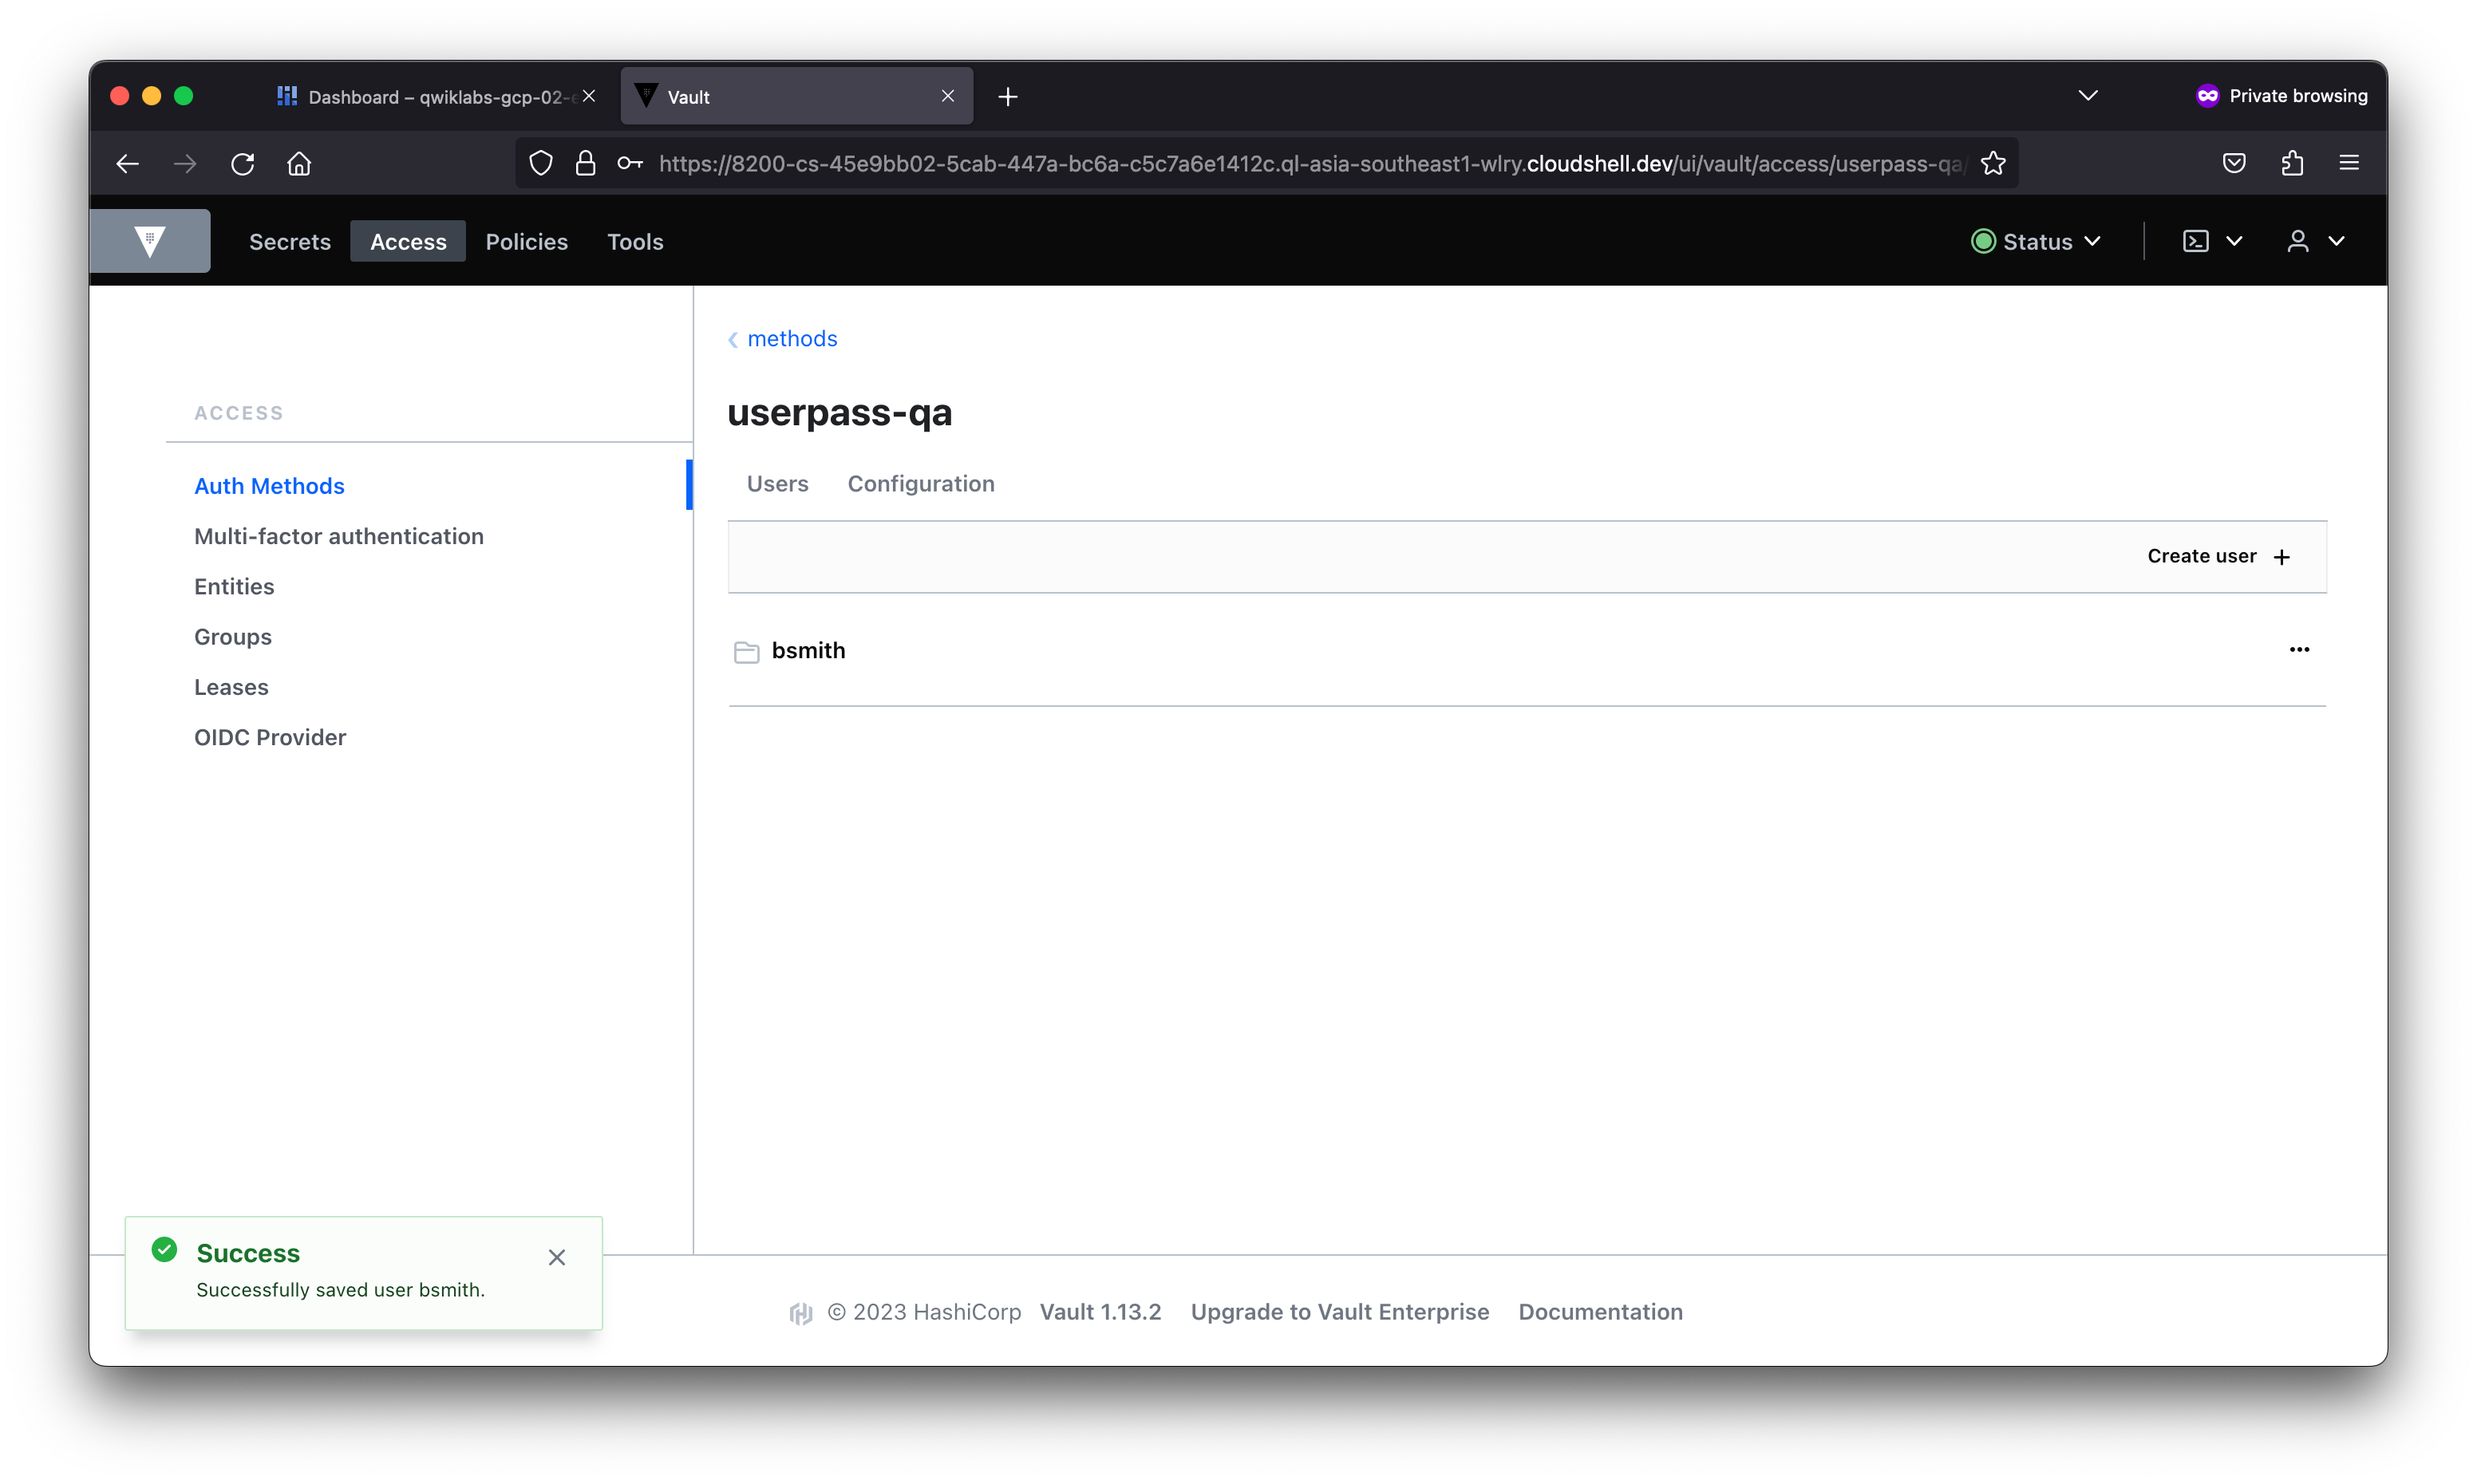 Dashboard – qwiklabs-gcp-02-
Vault
Private browsing
https://8200-cs-45e9bb02-5cab-447a-bc6a-c5c7a6e1412c.ql-asia-southeast1-wlry.cloudshell.dev/ui/vault/access/userpass-qa/
Secrets Access Policies Tools
Status
methods
ACCESS
userpass-qa
Auth Methods
Multi-factor authentication
Entities
Groups
Leases
OIDC Provider
Users Configuration
Create user +
bsmith
Success
Successfully saved user bsmith.
© 2023 HashiCorp Vault 1.13.2 Upgrade to Vault Enterprise Documentation